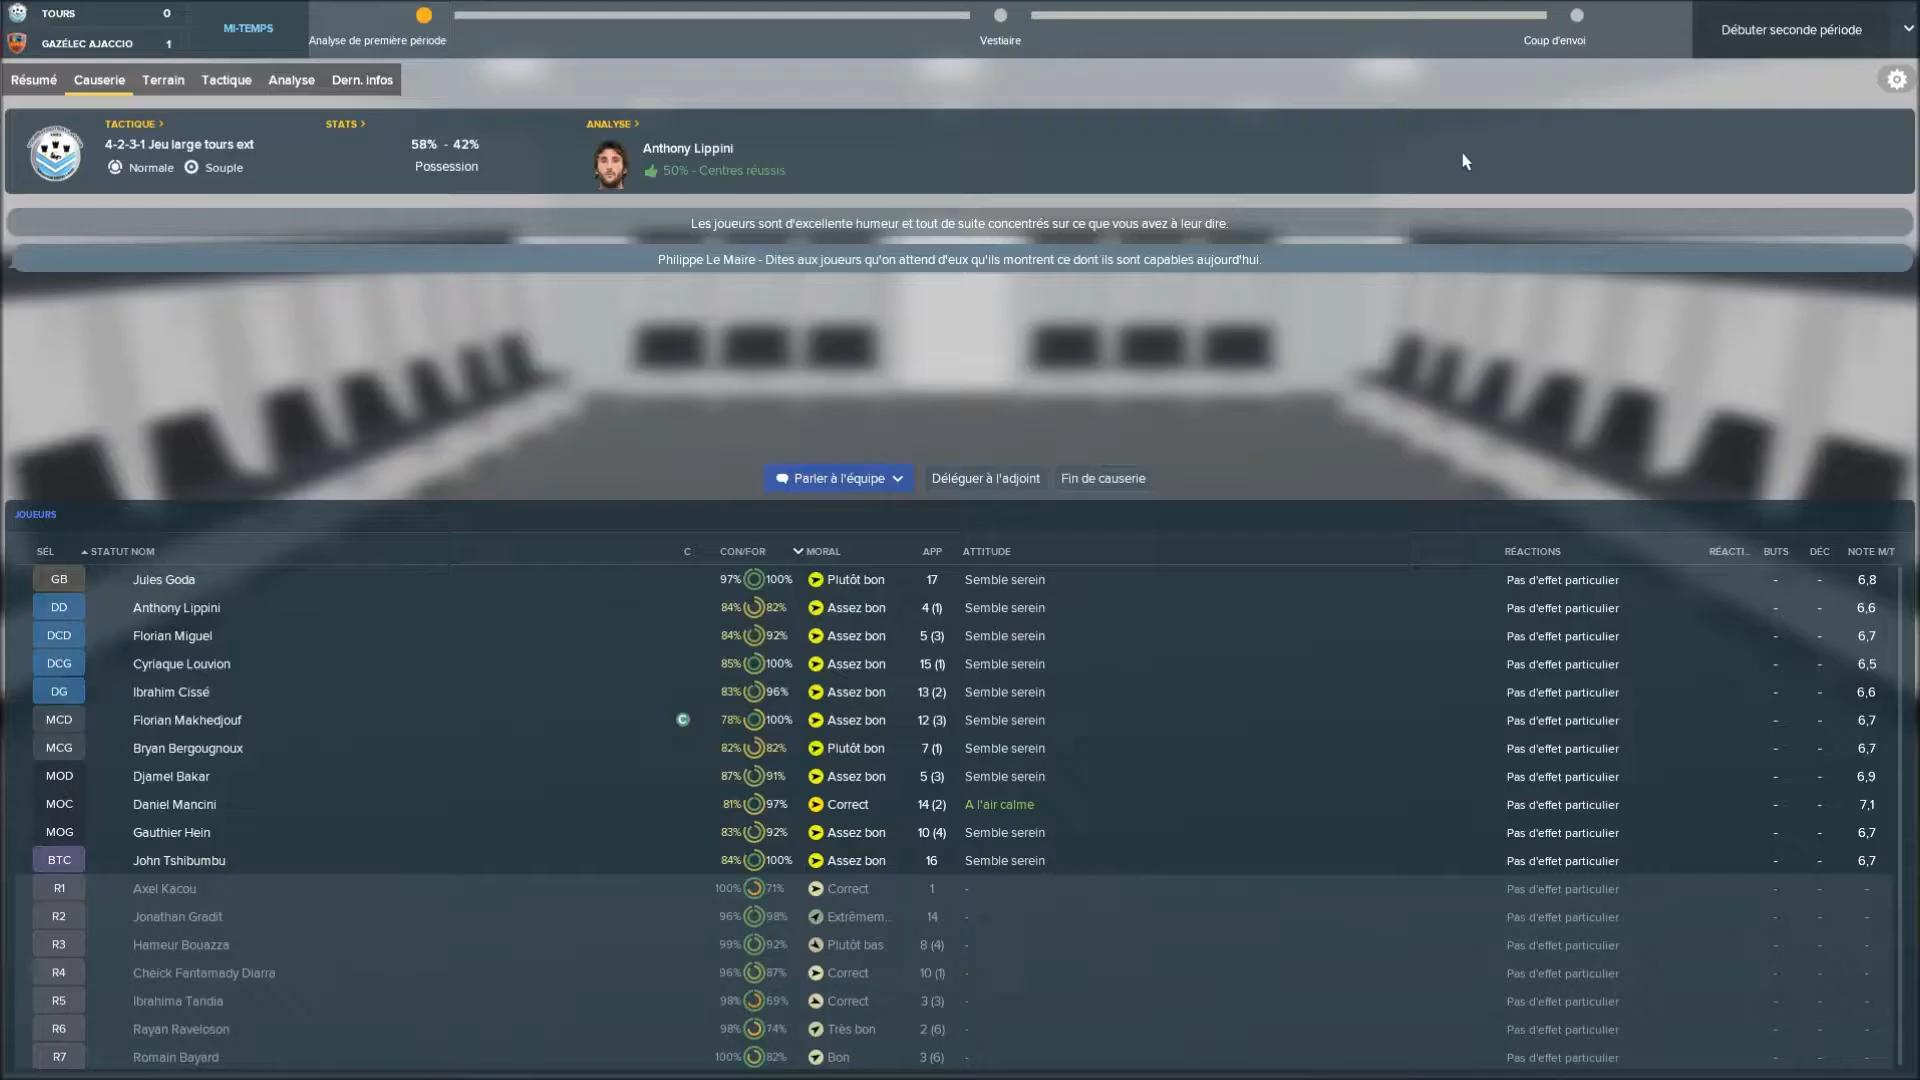 TOURS 0
GAZÉLEC AJACCIO 1
MI-TEMPS
Analyse de première période
Vestiaire
Coup d'envoi
Débuter seconde période
Résumé Causerie Terrain Tactique Analyse Dern. infos
TACTIQUE > STATS > ANALYSE >
4-2-3-1 Jeu large tours ext 58% - 42% Anthony Lippini
Normale Souple Possession 50% - Centres réussis
Les joueurs sont d'excellente humeur et tout de suite concentrés sur ce que vous avez à leur dire.
Philippe Le Maire - Dites aux joueurs qu'on attend d'eux qu'ils montrent ce dont ils sont capables aujourd'hui.
Parler à l'équipe Déléguer à l'adjoint Fin de causerie
JOUEURS
SÉL STATUT NOM C CON/FOR MORAL APP ATTITUDE RÉACTIONS RÉACTI... BUTS DÉC NOTE M/T
GB Jules Goda 97% 100% Plutôt bon 17 Semble serein Pas d'effet particulier - - 6,8
DD Anthony Lippini 84% 82% Assez bon 4 (1) Semble serein Pas d'effet particulier - - 6,6
DCD Florian Miguel 84% 92% Assez bon 5 (3) Semble serein Pas d'effet particulier - - 6,7
DCG Cyriaque Louvion 85% 100% Assez bon 15 (1) Semble serein Pas d'effet particulier - - 6,5
DG Ibrahim Cissé 83% 96% Assez bon 13 (2) Semble serein Pas d'effet particulier - - 6,6
MCD Florian Makhedjouf C 78% 100% Assez bon 12 (3) Semble serein Pas d'effet particulier - - 6,7
MCG Bryan Bergougnoux 82% 82% Plutôt bon 7 (1) Semble serein Pas d'effet particulier - - 6,7
MOD Djamel Bakar 87% 91% Assez bon 5 (3) Semble serein Pas d'effet particulier - - 6,9
MOC Daniel Mancini 81% 97% Correct 14 (2) A l'air calme Pas d'effet particulier - - 7,1
MOG Gauthier Hein 83% 92% Assez bon 10 (4) Semble serein Pas d'effet particulier - - 6,7
BTC John Tshibumbu 84% 100% Assez bon 16 Semble serein Pas d'effet particulier - - 6,7
R1 Axel Kacou 100% 71% Correct 1 - Pas d'effet particulier - - -
R2 Jonathan Gradit 96% 98% Extrêmem... 14 - Pas d'effet particulier - - -
R3 Hameur Bouazza 99% 92% Plutôt bas 8 (4) - Pas d'effet particulier - - -
R4 Cheick Fantamady Diarra 96% 87% Correct 10 (1) - Pas d'effet particulier - - -
R5 Ibrahima Tandia 98% 69% Correct 3 (3) - Pas d'effet particulier - - -
R6 Rayan Raveloson 98% 74% Très bon 2 (6) - Pas d'effet particulier - - -
R7 Romain Bayard 100% 82% Bon 3 (6) - Pas d'effet particulier - - -